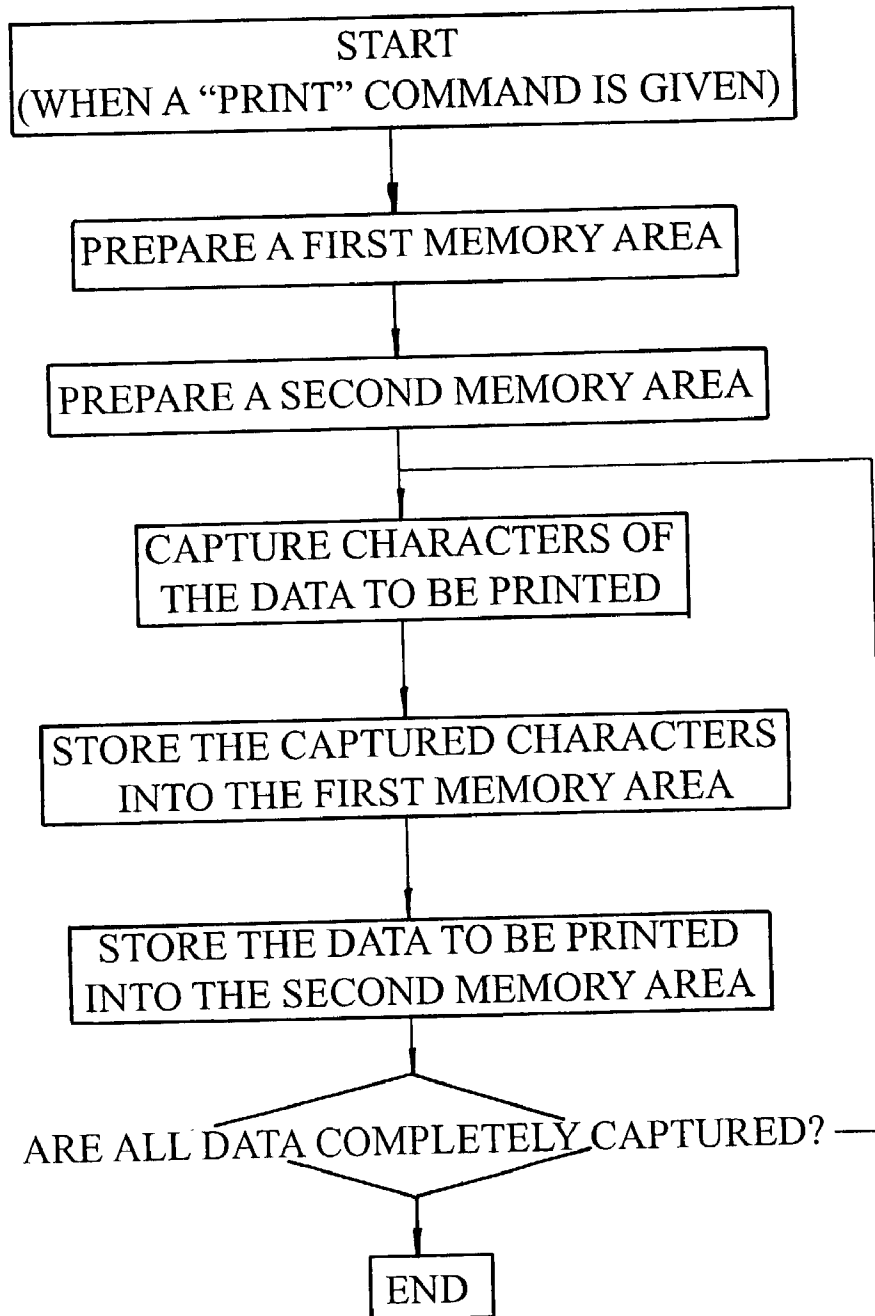 START
(WHEN A “PRINT” COMMAND IS GIVEN)
PREPARE A FIRST MEMORY AREA
PREPARE A SECOND MEMORY AREA
CAPTURE CHARACTERS OF
THE DATA TO BE PRINTED
STORE THE CAPTURED CHARACTERS
INTO THE FIRST MEMORY AREA
STORE THE DATA TO BE PRINTED
INTO THE SECOND MEMORY AREA
ARE ALL DATA COMPLETELY CAPTURED?
END